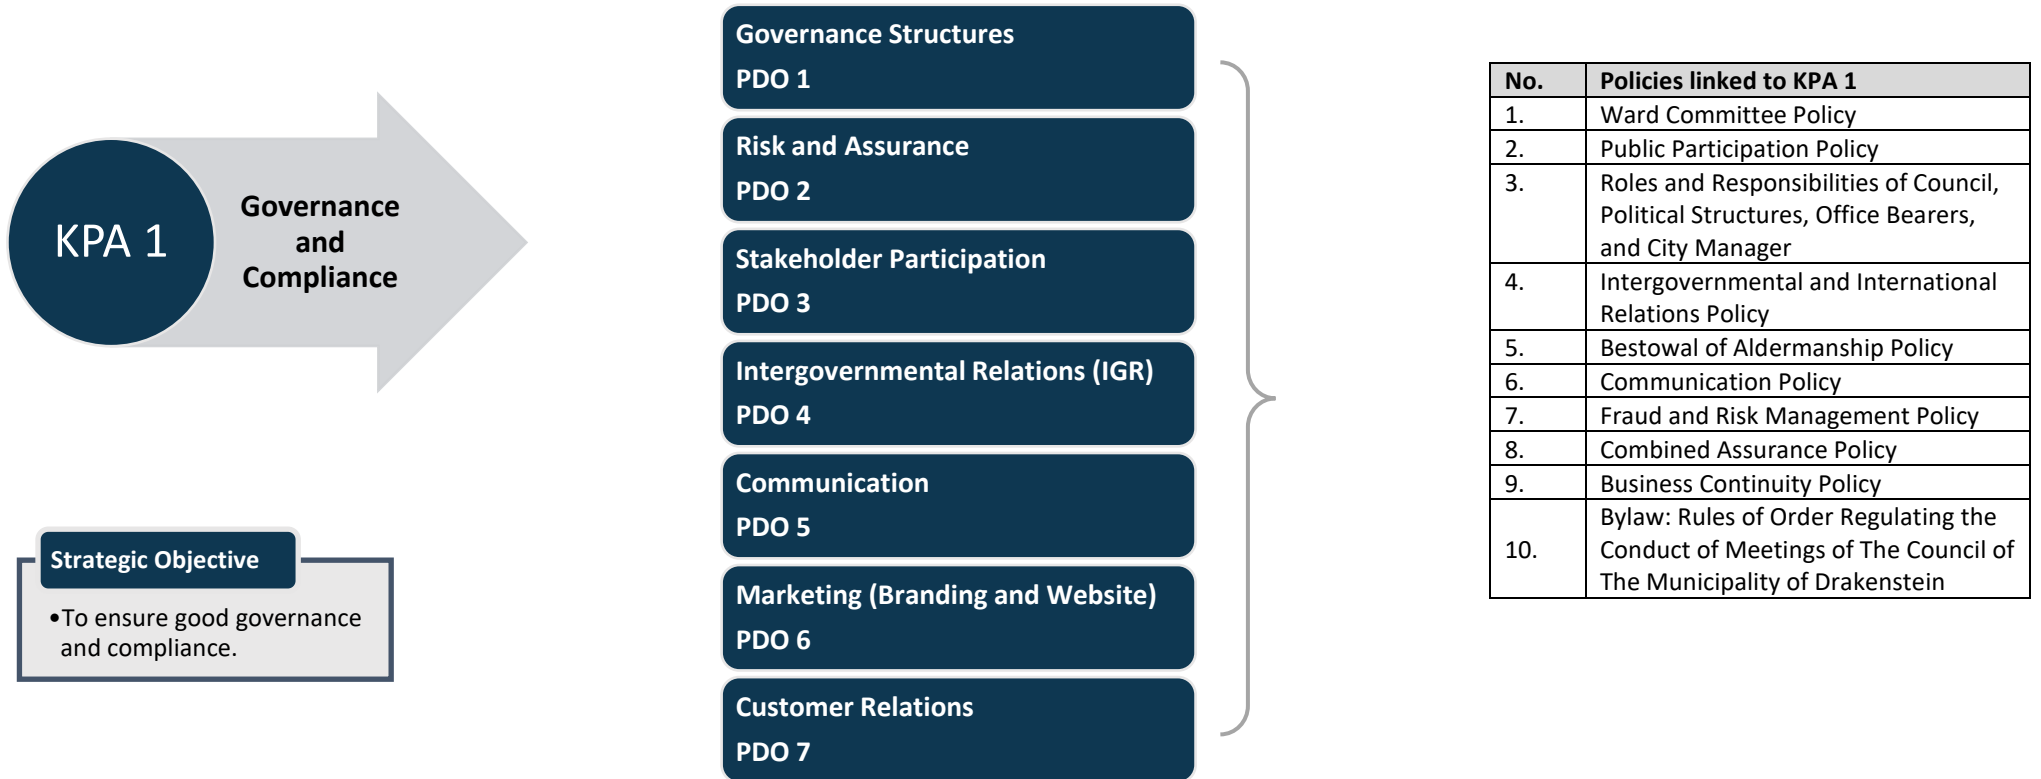 KPA 1
Governance
and
Compliance
Strategic Objective
•To ensure good governance
and compliance.
Governance Structures
PDO 1
Risk and Assurance
PDO 2
Stakeholder Participation
PDO 3
Intergovernmental Relations (IGR)
PDO 4
Communication
PDO 5
Marketing (Branding and Website)
PDO 6
Customer Relations
PDO 7
No. Policies linked to KPA 1
1. Ward Committee Policy
2. Public Participation Policy
3. Roles and Responsibilities of Council,
Political Structures, Office Bearers,
and City Manager
4. Intergovernmental and International
Relations Policy
5. Bestowal of Aldermanship Policy
6. Communication Policy
7. Fraud and Risk Management Policy
8. Combined Assurance Policy
9. Business Continuity Policy
Bylaw: Rules of Order Regulating the
10. Conduct of Meetings of The Council of
The Municipality of Drakenstein